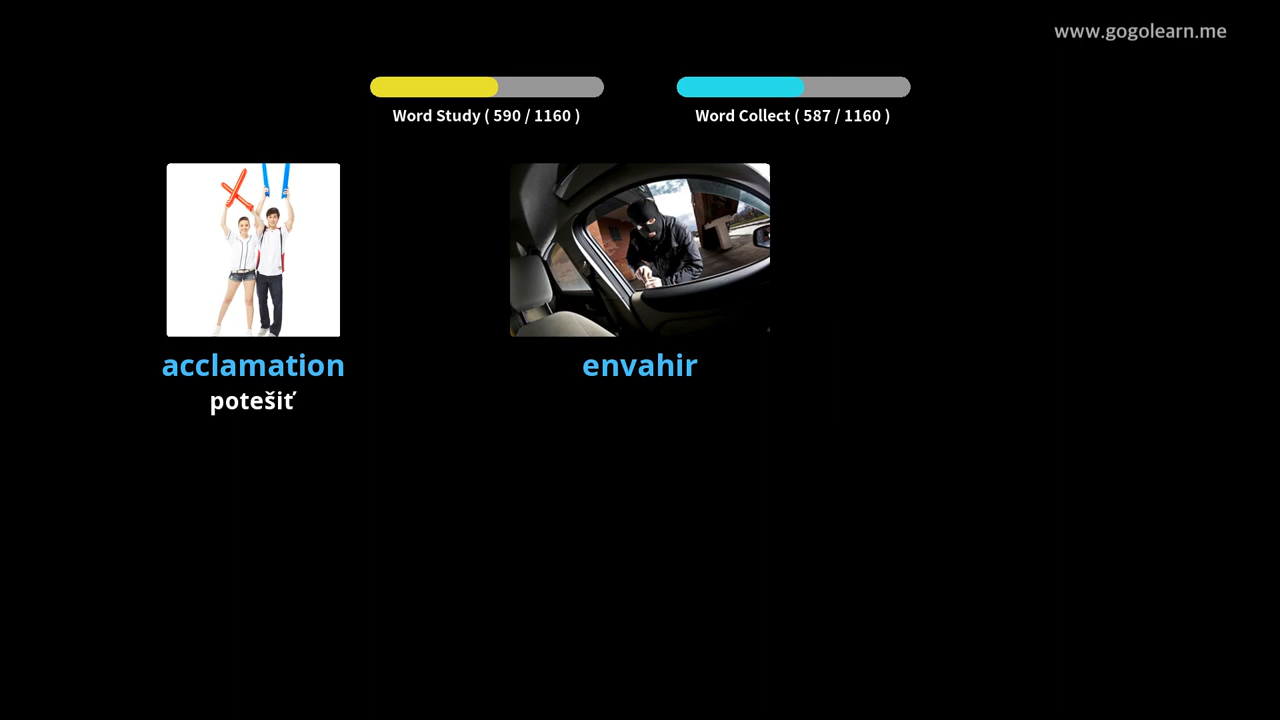 www.gogolearn.me
Word Study ( 590 / 1160 )
Word Collect ( 587 / 1160 )
acclamation
potešiť
envahir